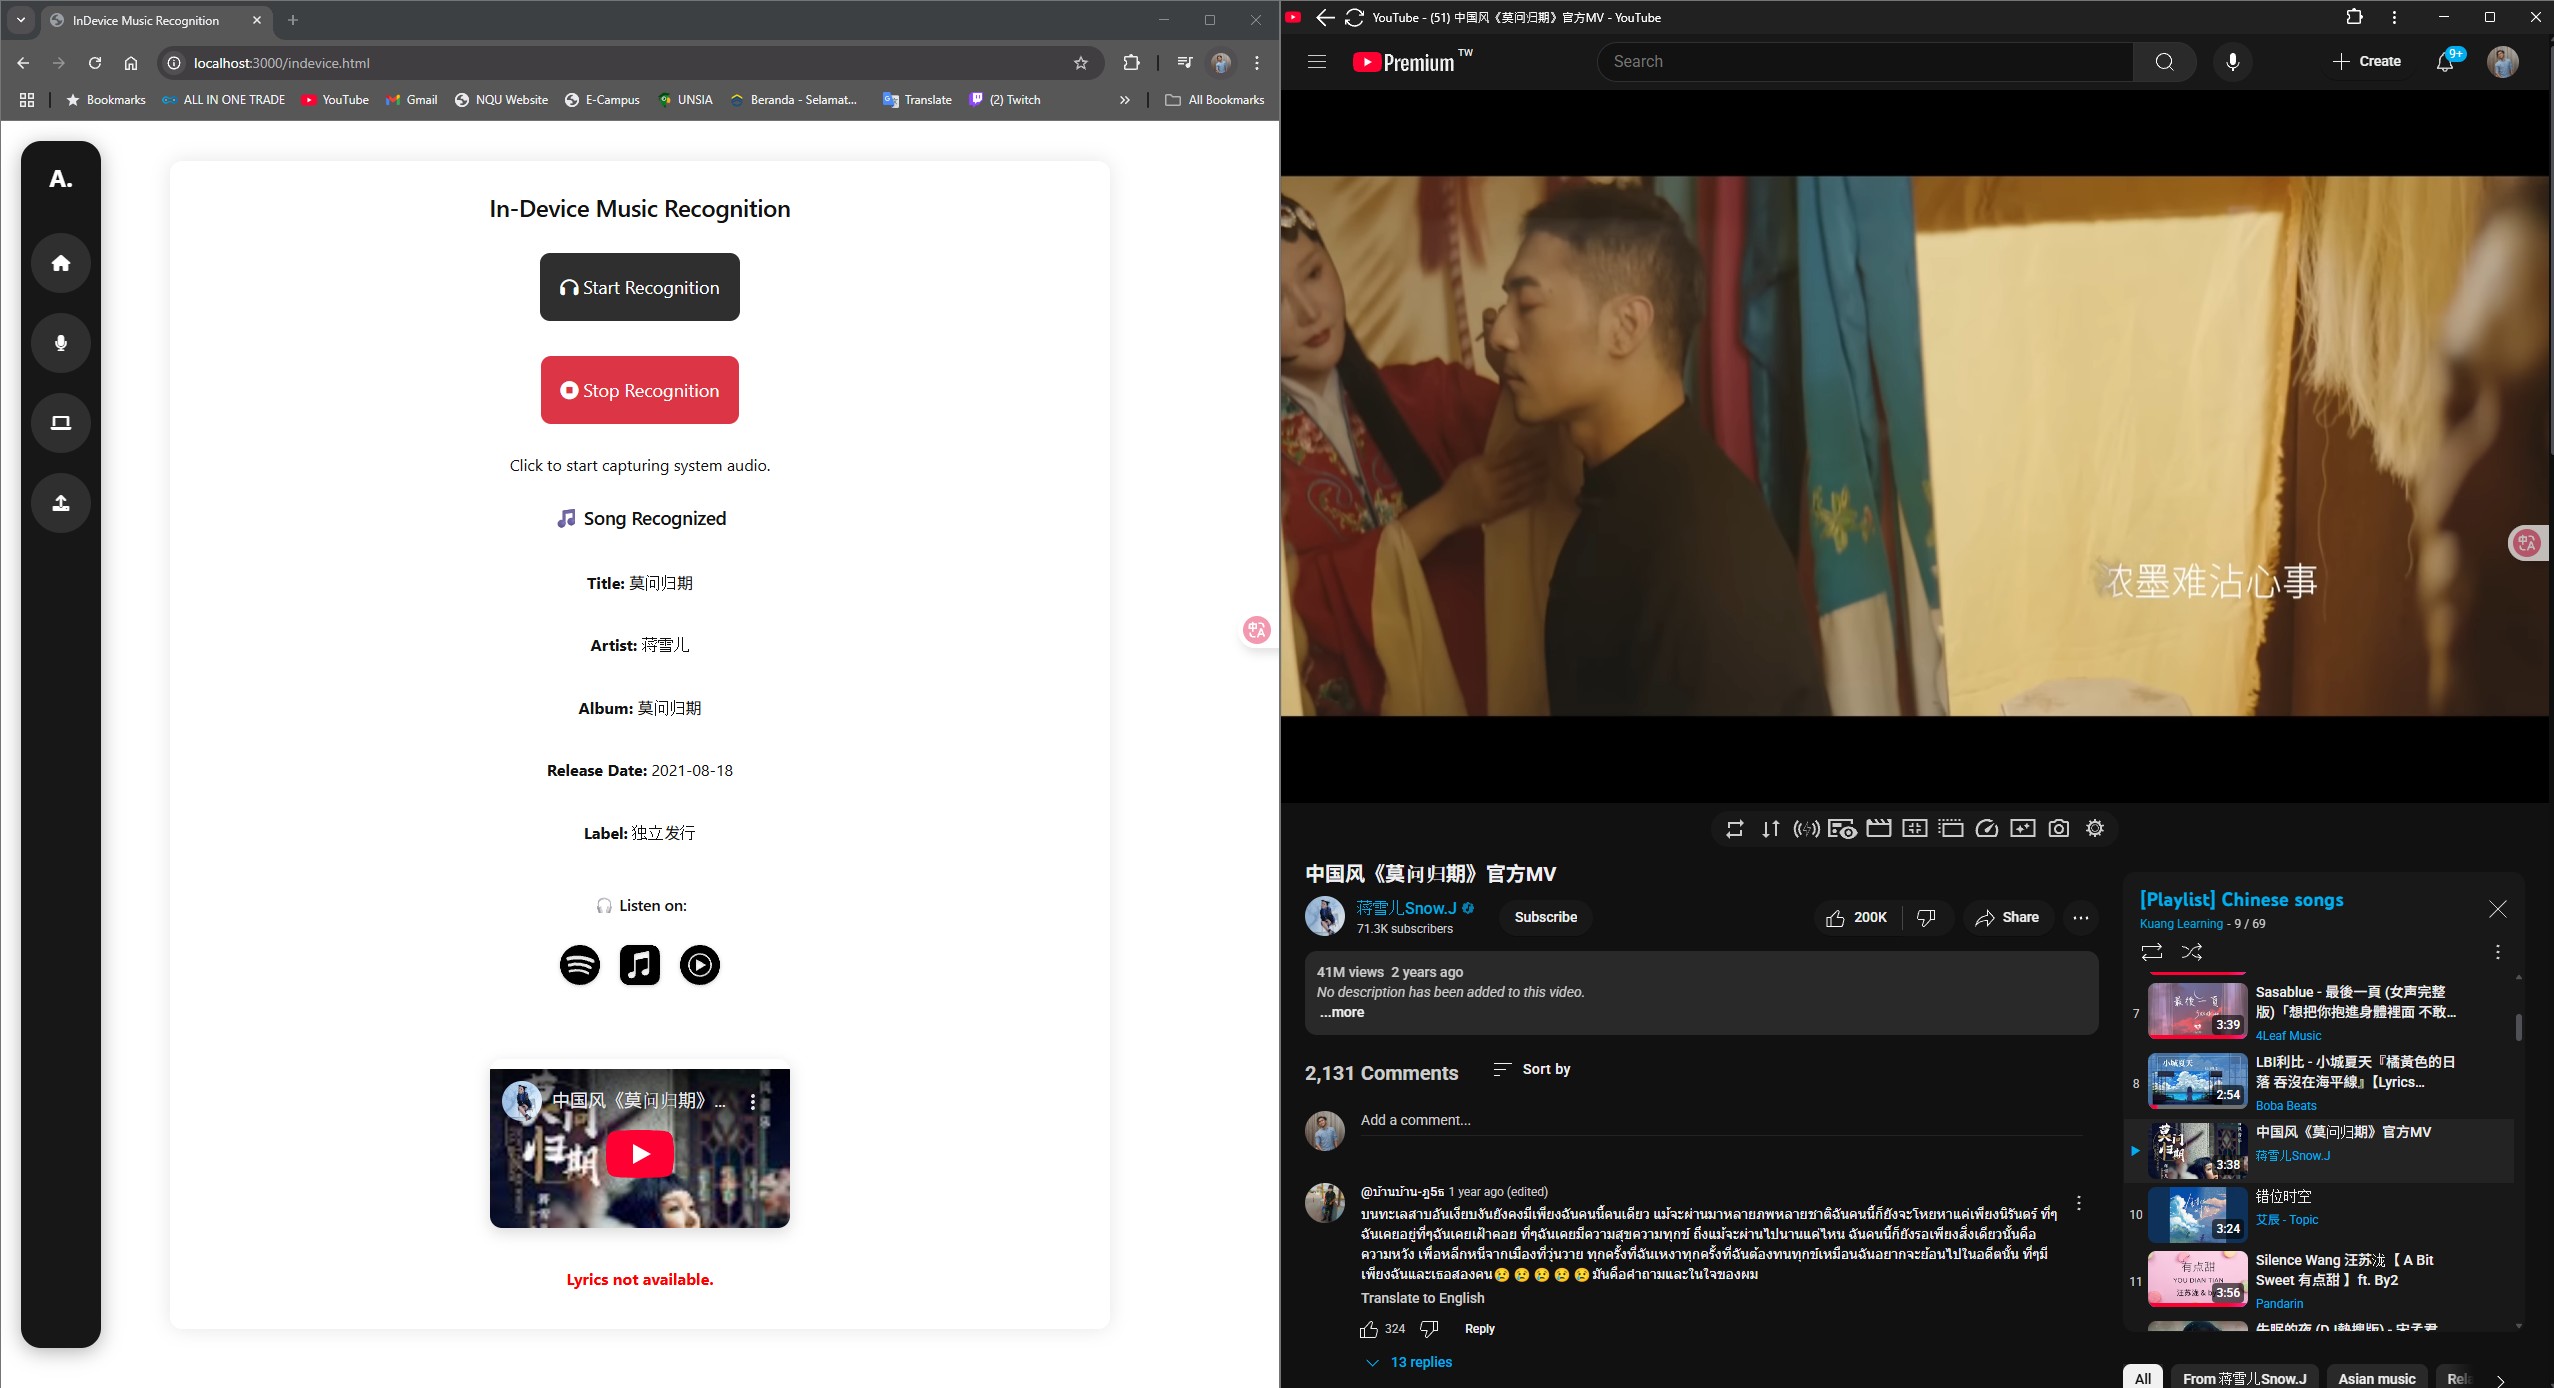 InDevice Music Recognition
localhost:3000/indevice.html
Bookmarks
ALL IN ONE TRADE
YouTube
Gmail
NQU Website
E-Campus
UNSIA
Beranda - Selamat...
Translate
(2) Twitch
All Bookmarks
A.
In-Device Music Recognition
Start Recognition
Stop Recognition
Click to start capturing system audio.
Song Recognized
Title: 莫问归期
Artist: 蒋雪儿
Album: 莫问归期
Release Date: 2021-08-18
Label: 独立发行
Listen on:
中国风《莫问归期》...
Lyrics not available.
YouTube - (51) 中国风《莫问归期》官方MV - YouTube
Premium TW
Search
Create
9+
浓墨难沾心事
中国风《莫问归期》官方MV
蒋雪儿Snow.J
71.3K subscribers
Subscribe
200K
Share
41M views 2 years ago
No description has been added to this video.
...more
2,131 Comments
Sort by
Add a comment...
@บ้านบ้าน-ฎ5ธ 1 year ago (edited)
บนทะเลสาบอันเงียบงันยังคงมีเพียงฉันคนนี้คนเดียว แม้จะผ่านมาหลายภพหลายชาติฉันคนนี้ก็ยังจะโหยหาแค่เพียงนิรันดร์ ที่ๆ
ฉันเคยอยู่ที่ๆฉันเคยเฝ้าคอย ที่ๆฉันเคยมีความสุขความทุกข์ ถึงแม้จะผ่านไปนานแค่ไหน ฉันคนนี้ก็ยังรอเพียงสิ่งเดียวนั้นคือ
ความหวัง เพื่อหลีกหนีจากเมืองที่วุ่นวาย ทุกครั้งที่ฉันเหงาทุกครั้งที่ฉันต้องทนทุกข์เหมือนฉันอยากจะย้อนไปในอดีตนั้น ที่ๆมี
เพียงฉันและเธอสองคน😢😢😢😢😢มันคือคำถามและในใจของผม
Translate to English
324
Reply
13 replies
[Playlist] Chinese songs
Kuang Learning - 9 / 69
7
3:39
Sasablue - 最後一頁 (女声完整
版)「想把你抱進身體裡面 不敢...
4Leaf Music
8
小城夏天
2:54
LBI利比 - 小城夏天『橘黃色的日
落 吞沒在海平線』【Lyrics...
Boba Beats
3:38
中国风《莫问归期》官方MV
蒋雪儿Snow.J
10
3:24
错位时空
艾辰 - Topic
11
有点甜
YOU DIAN TIAN
3:56
Silence Wang 汪苏泷【 A Bit
Sweet 有点甜 】ft. By2
Pandarin
All
From 蒋雪儿Snow.J
Asian music